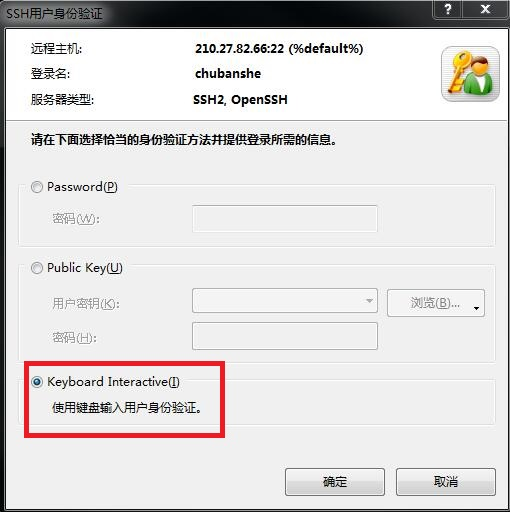 SSH用户身份验证
远程主机: 210.27.82.66:22 (%default%)
登录名: chubanshe
服务器类型: SSH2, OpenSSH
请在下面选择恰当的身份验证方法并提供登录所需的信息。
Password(P)
密码(W):
Public Key(U)
用户密钥(K): 浏览(B)...
密码(H):
Keyboard Interactive(I)
使用键盘输入用户身份验证。
确定 取消